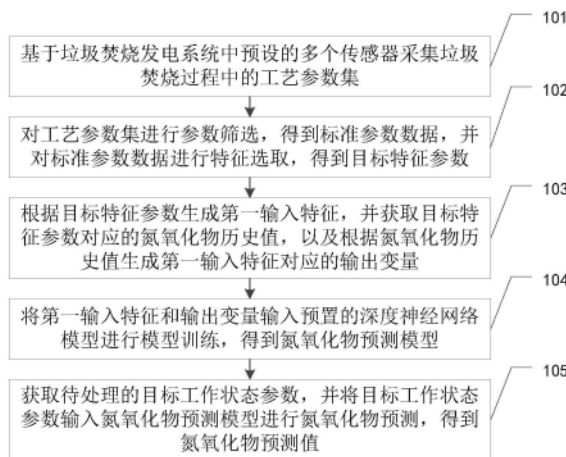 101
基于垃圾焚烧发电系统中预设的多个传感器采集垃圾
焚烧过程中的工艺参数集
102
对工艺参数集进行参数筛选，得到标准参数数据，并
对标准参数数据进行特征选取，得到目标特征参数
103
根据目标特征参数生成第一输入特征，并获取目标特
征参数对应的氮氧化物历史值，以及根据氮氧化物历
史值生成第一输入特征对应的输出变量
104
将第一输入特征和输出变量输入预置的深度神经网络
模型进行模型训练，得到氮氧化物预测模型
105
获取待处理的目标工作状态参数，并将目标工作状态
参数输入氮氧化物预测模型进行氮氧化物预测，得到
氮氧化物预测值